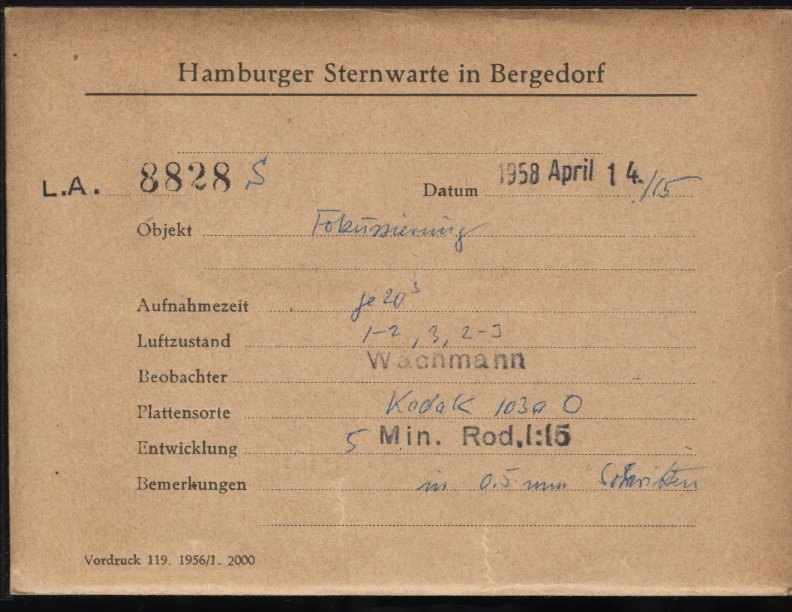 Hamburger Sternwarte in Bergedorf
L.A. 8828 S Datum 1958 April 14./15
Objekt Fokussierung
Aufnahmezeit je 20ˢ
Luftzustand 1-2, 3, 2-3
Beobachter Wachmann
Plattensorte Kodak 103a O
Entwicklung 5 Min. Rod.1:15
Bemerkungen in 0.5 mm Schritten
Vordruck 119. 1956/1. 2000